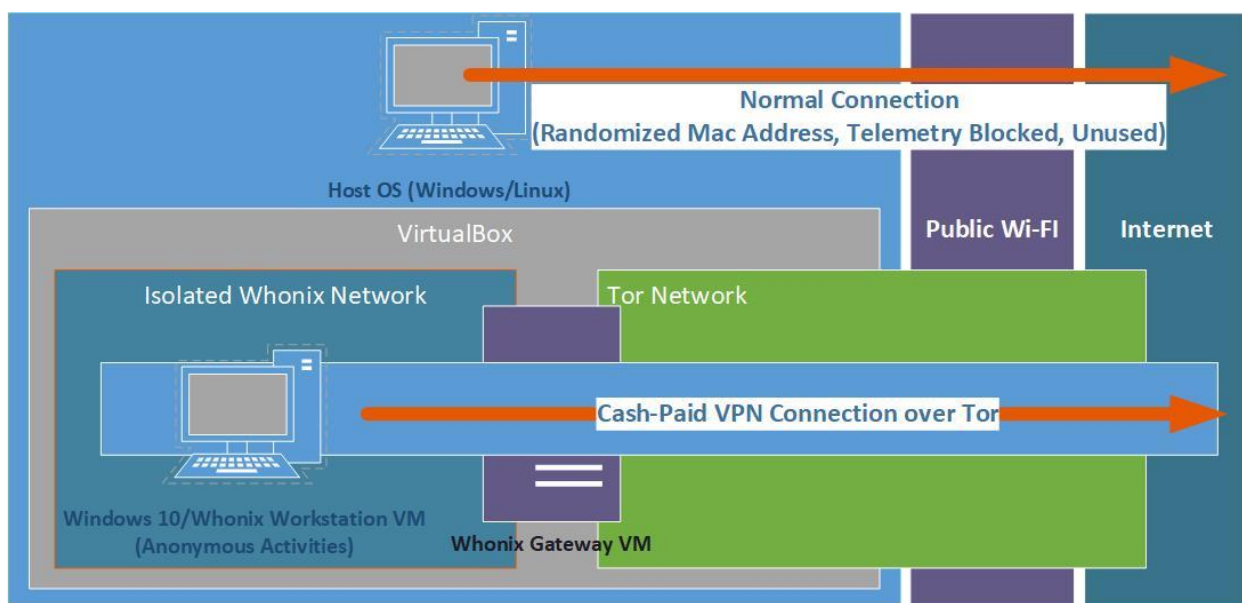 Normal Connection
(Randomized Mac Address, Telemetry Blocked, Unused)
Host OS (Windows/Linux)
VirtualBox
Public Wi-FI
Internet
Isolated Whonix Network
Tor Network
Cash-Paid VPN Connection over Tor
Windows 10/Whonix Workstation VM
(Anonymous Activities)
Whonix Gateway VM